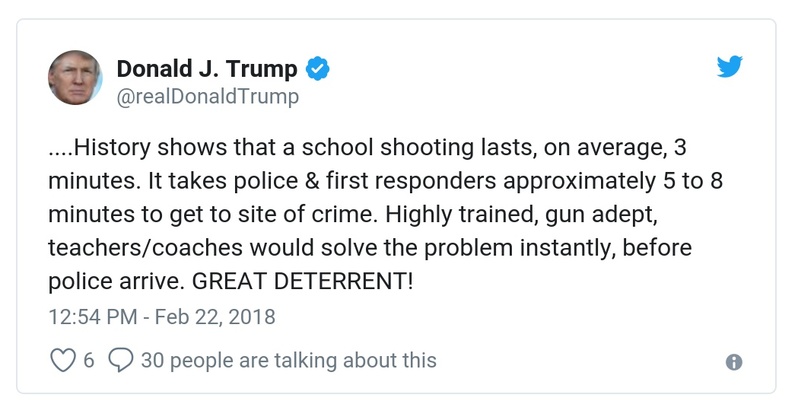 Donald J. Trump
@realDonaldTrump
....History shows that a school shooting lasts, on average, 3
minutes. It takes police & first responders approximately 5 to 8
minutes to get to site of crime. Highly trained, gun adept,
teachers/coaches would solve the problem instantly, before
police arrive. GREAT DETERRENT!
12:54 PM - Feb 22, 2018
6 30 people are talking about this